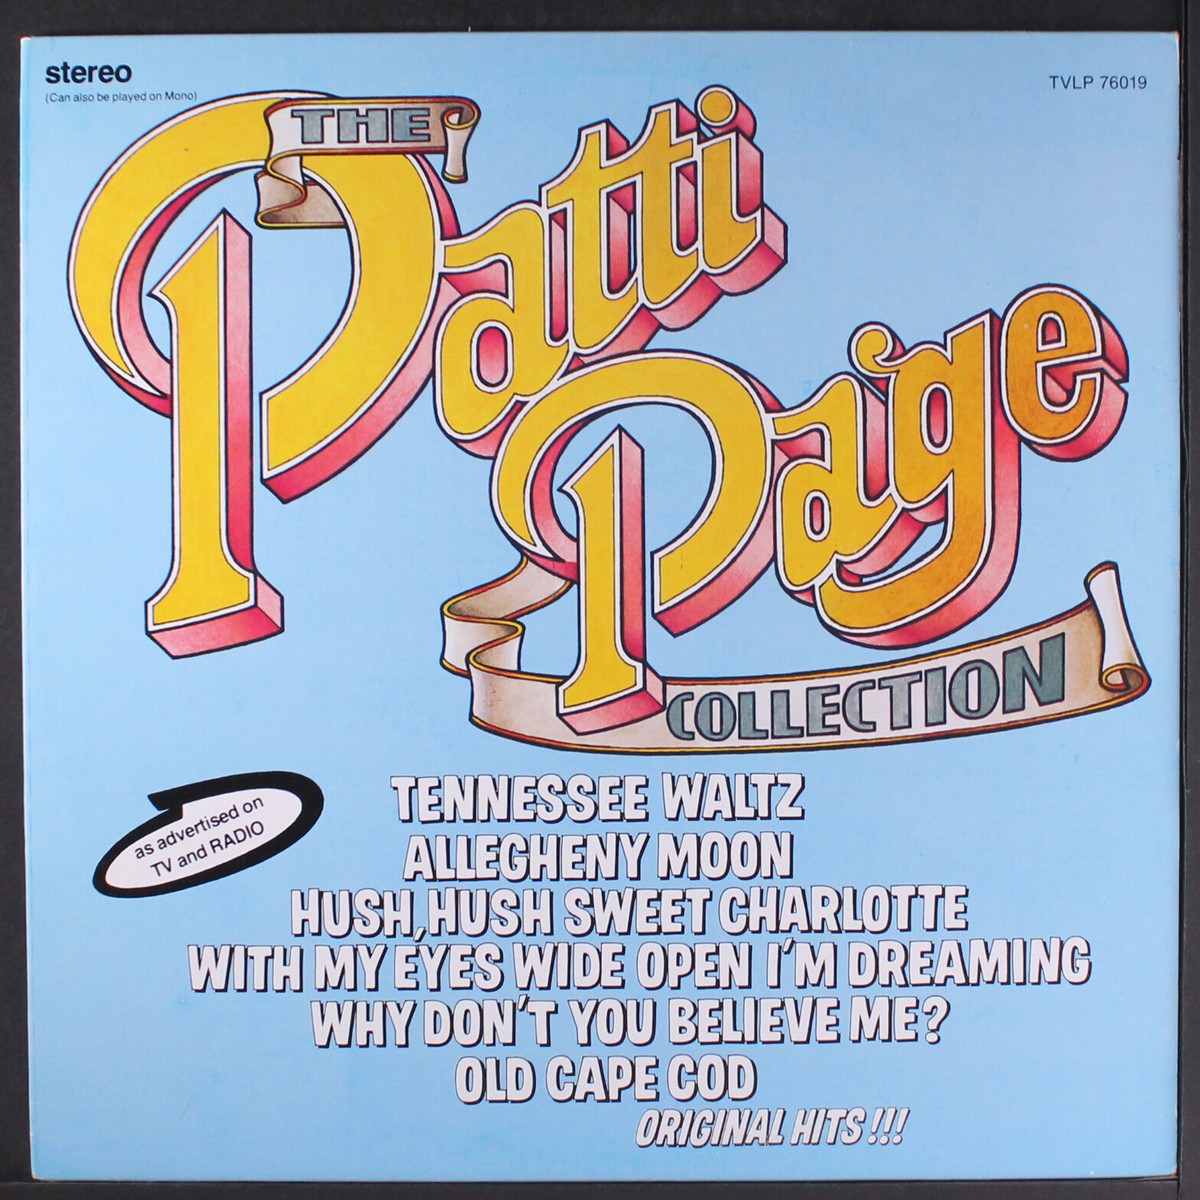 stereo
(Can also be played on Mono)
TVLP 76019
THE
Patti
Page
COLLECTION
as advertised on
TV and RADIO
TENNESSEE WALTZ
ALLEGHENY MOON
HUSH, HUSH SWEET CHARLOTTE
WITH MY EYES WIDE OPEN I'M DREAMING
WHY DON'T YOU BELIEVE ME?
OLD CAPE COD
ORIGINAL HITS!!!